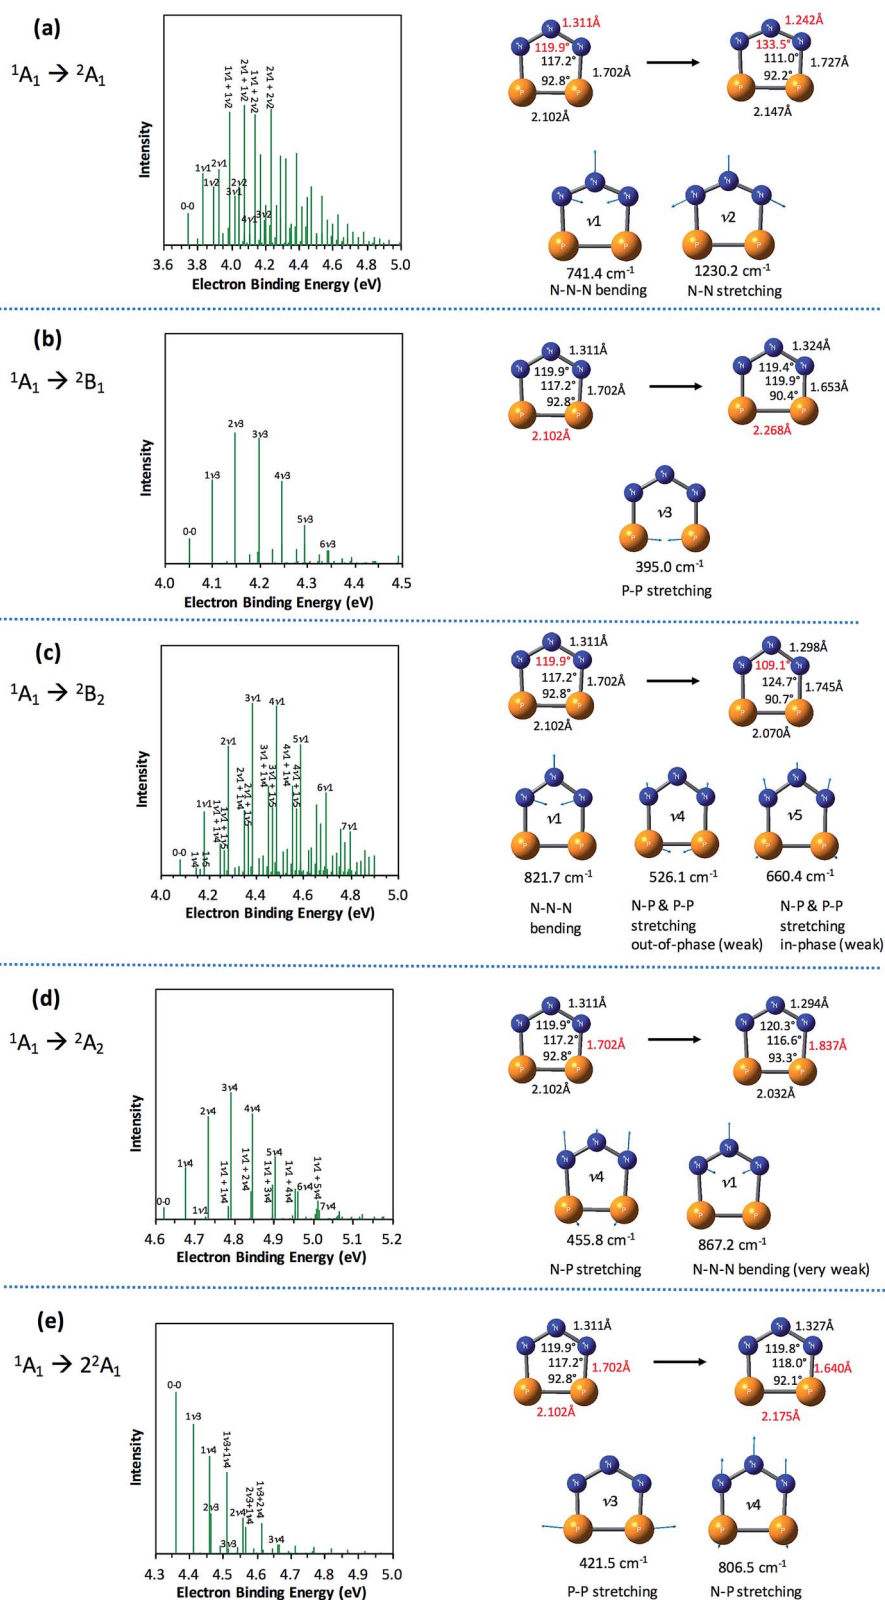 (a)
¹A₁ → ²A₁
Intensity
0-0
1ν1
1ν2
2ν1
1ν1 + 1ν2
3ν1
2ν2
2ν1 + 1ν2
4ν1
1ν1 + 2ν2
3ν2
2ν1 + 2ν2
3.6 3.8 4.0 4.2 4.4 4.6 4.8 5.0
Electron Binding Energy (eV)
1.311Å
119.9°
117.2°
92.8°
1.702Å
2.102Å
1.242Å
133.5°
111.0°
92.2°
1.727Å
2.147Å
ν1
741.4 cm⁻¹
N-N-N bending
ν2
1230.2 cm⁻¹
N-N stretching
(b)
¹A₁ → ²B₁
Intensity
0-0
1ν3
2ν3
3ν3
4ν3
5ν3
6ν3
4.0 4.1 4.2 4.3 4.4 4.5
Electron Binding Energy (eV)
1.311Å
119.9°
117.2°
92.8°
1.702Å
2.102Å
1.324Å
119.4°
119.9°
90.4°
1.653Å
2.268Å
ν3
395.0 cm⁻¹
P-P stretching
(c)
¹A₁ → ²B₂
Intensity
0-0
1ν4
1ν5
1ν1
1ν1 + 1ν4
1ν1 + 1ν5
2ν1
2ν1 + 1ν4
2ν1 + 1ν5
3ν1
3ν1 + 1ν4
3ν1 + 1ν5
4ν1
4ν1 + 1ν4
4ν1 + 1ν5
5ν1
6ν1
7ν1
4.0 4.2 4.4 4.6 4.8 5.0
Electron Binding Energy (eV)
1.311Å
119.9°
117.2°
92.8°
1.702Å
2.102Å
1.298Å
109.1°
124.7°
90.7°
1.745Å
2.070Å
ν1
821.7 cm⁻¹
N-N-N
bending
ν4
526.1 cm⁻¹
N-P & P-P
stretching
out-of-phase (weak)
ν5
660.4 cm⁻¹
N-P & P-P
stretching
in-phase (weak)
(d)
¹A₁ → ²A₂
Intensity
0-0
1ν4
1ν1
2ν4
1ν1 + 1ν4
3ν4
1ν1 + 2ν4
4ν4
1ν1 + 3ν4
5ν4
1ν1 + 4ν4
6ν4
1ν1 + 5ν4
7ν4
4.6 4.7 4.8 4.9 5.0 5.1 5.2
Electron Binding Energy (eV)
1.311Å
119.9°
117.2°
92.8°
1.702Å
2.102Å
1.294Å
120.3°
116.6°
93.3°
1.837Å
2.032Å
ν4
455.8 cm⁻¹
N-P stretching
ν1
867.2 cm⁻¹
N-N-N bending (very weak)
(e)
¹A₁ → 2²A₁
Intensity
0-0
1ν3
1ν4
2ν3
1ν3+1ν4
3ν3
2ν4
2ν3+1ν4
1ν3+2ν4
3ν4
4.3 4.4 4.5 4.6 4.7 4.8 4.9 5.0
Electron Binding Energy (eV)
1.311Å
119.9°
117.2°
92.8°
1.702Å
2.102Å
1.327Å
119.8°
118.0°
92.1°
1.640Å
2.175Å
ν3
421.5 cm⁻¹
P-P stretching
ν4
806.5 cm⁻¹
N-P stretching